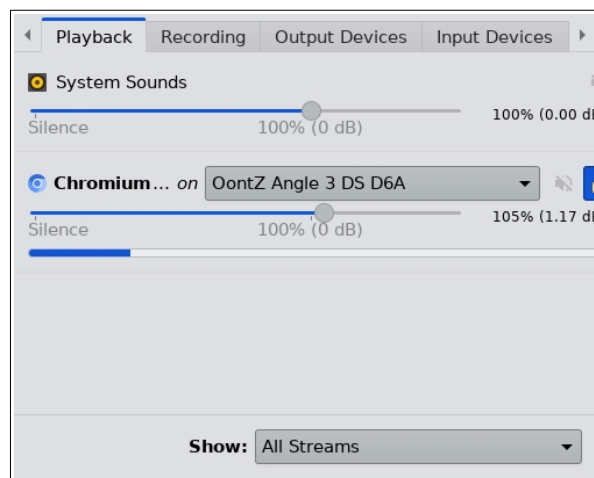 Playback Recording Output Devices Input Devices
System Sounds
100% (0.00 dB
Silence 100% (0 dB)
Chromium... on OontZ Angle 3 DS D6A
105% (1.17 dB
Silence 100% (0 dB)
Show: All Streams